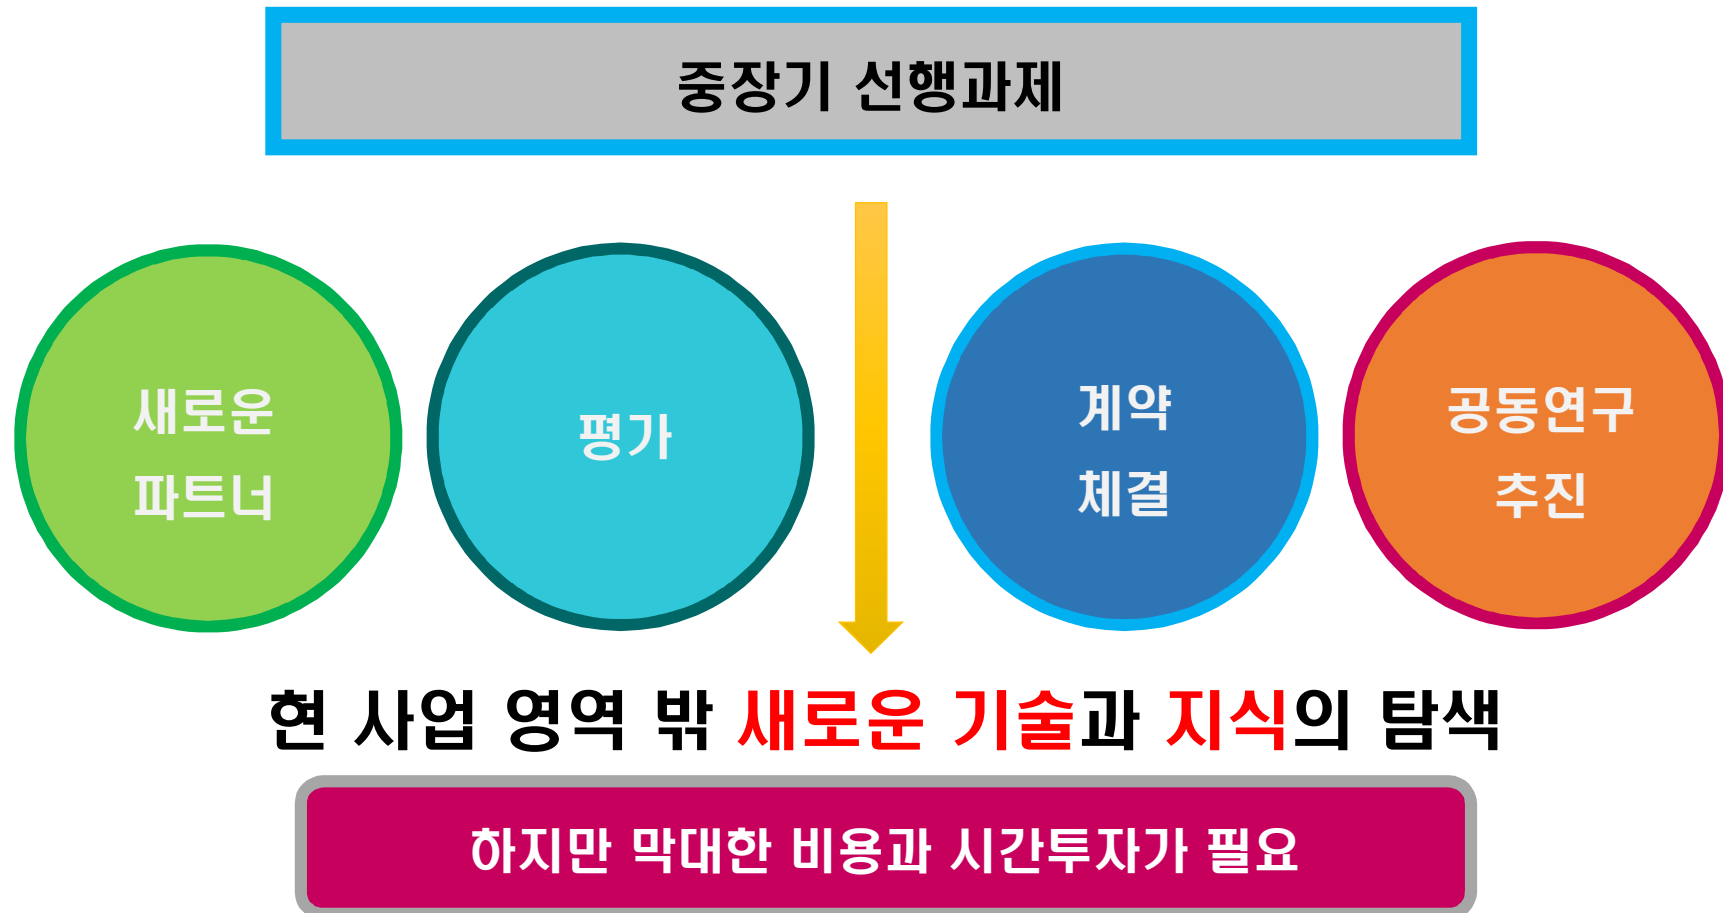 중장기 선행과제
새로운
파트너
평가
계약
체결
공동연구
추진
현 사업 영역 밖 새로운 기술과 지식의 탐색
하지만 막대한 비용과 시간투자가 필요